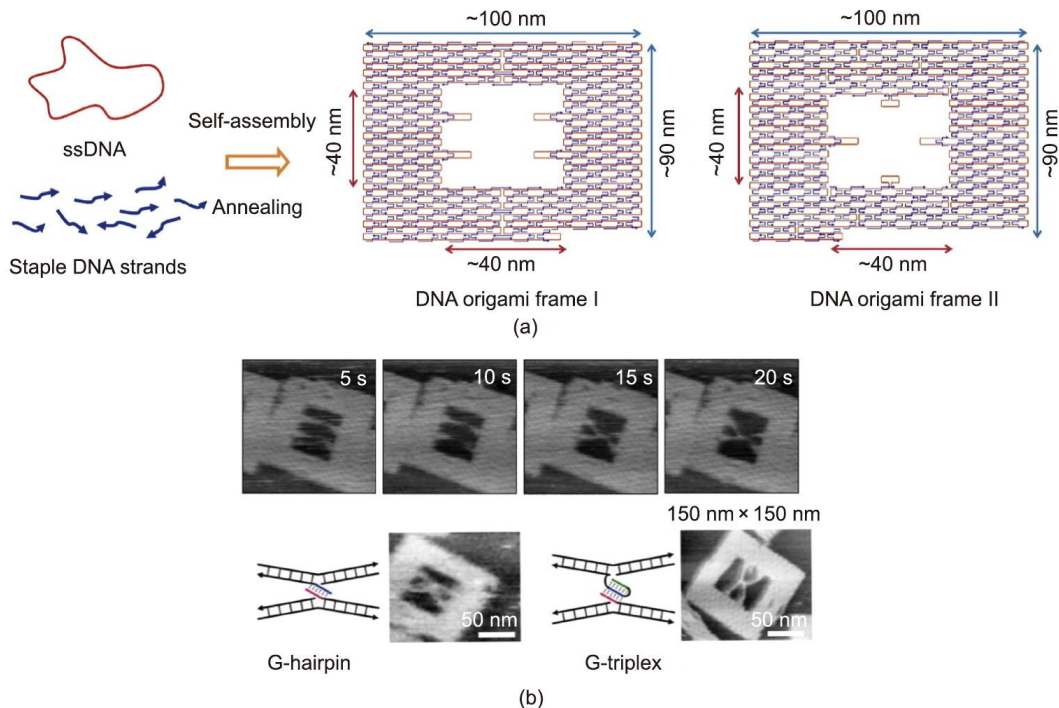 ~100 nm
~100 nm
ssDNA
Self-assembly
Annealing
Staple DNA strands
~40 nm
~90 nm
~40 nm
~90 nm
~40 nm
~40 nm
DNA origami frame I
DNA origami frame II
(a)
5 s
10 s
15 s
20 s
150 nm × 150 nm
50 nm
50 nm
G-hairpin
G-triplex
(b)